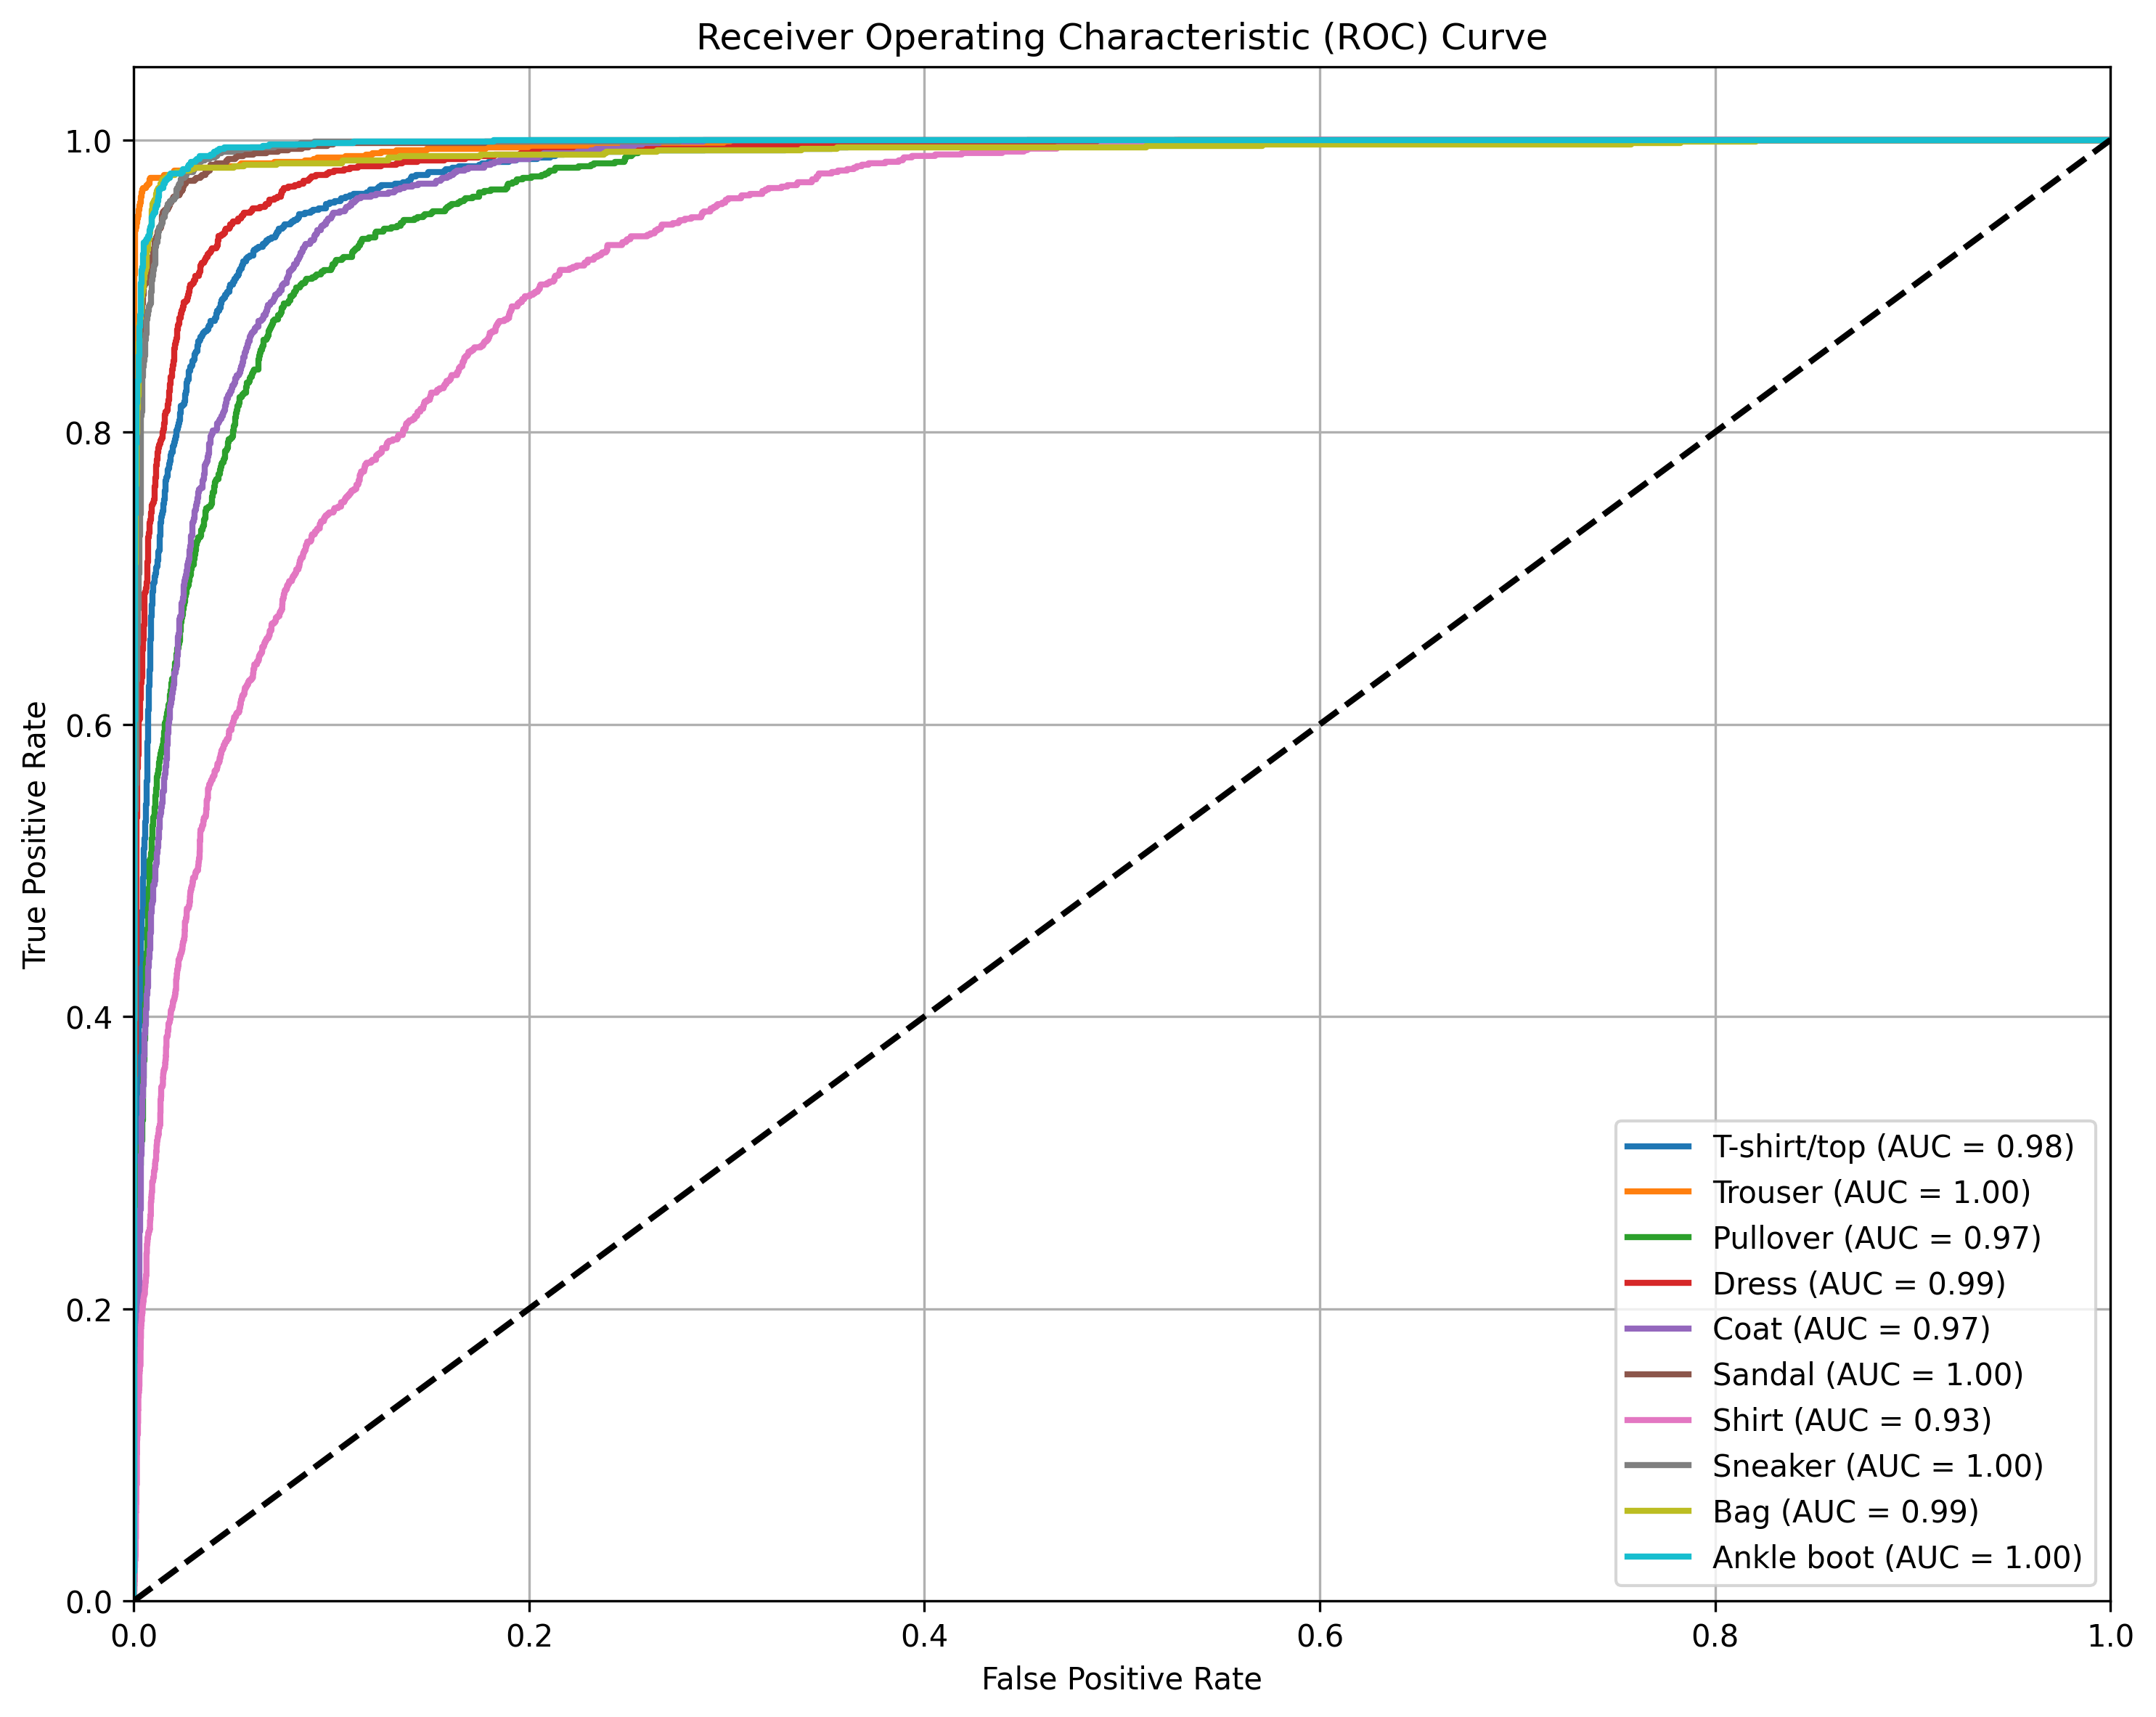 Receiver Operating Characteristic (ROC) Curve
True Positive Rate
1.0
0.8
0.6
0.4
0.2
0.0
T-shirt/top (AUC = 0.98)
Trouser (AUC = 1.00)
Pullover (AUC = 0.97)
Dress (AUC = 0.99)
Coat (AUC = 0.97)
Sandal (AUC = 1.00)
Shirt (AUC = 0.93)
Sneaker (AUC = 1.00)
Bag (AUC = 0.99)
Ankle boot (AUC = 1.00)
0.0 0.2 0.4 0.6 0.8 1.0
False Positive Rate